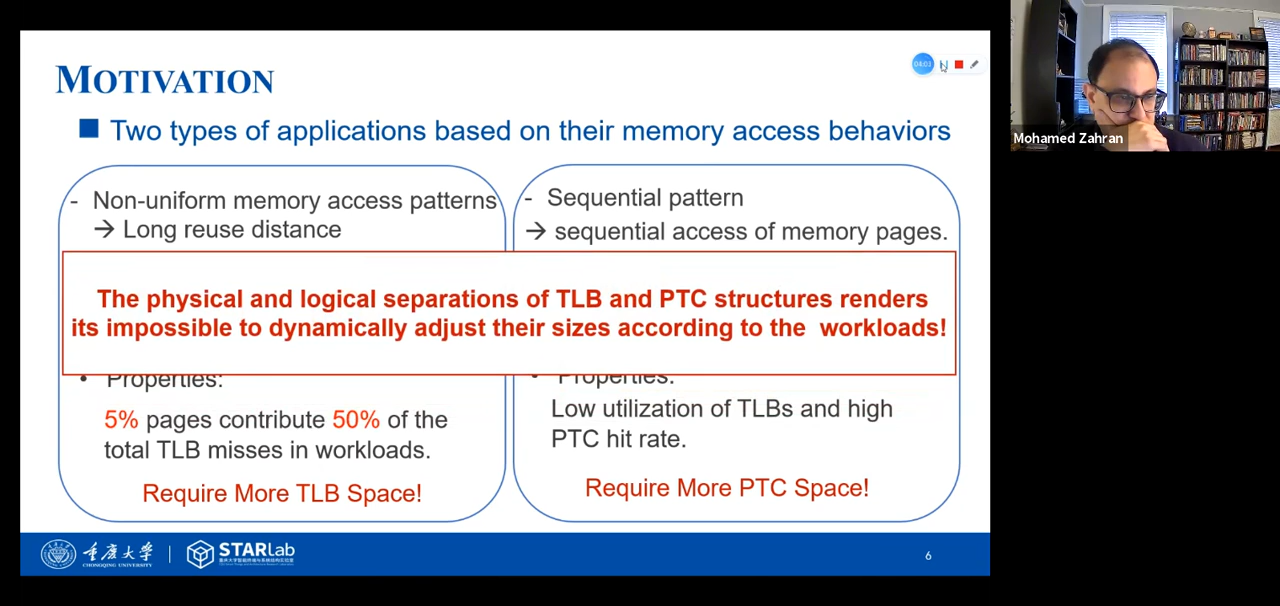 MOTIVATION
04:01
Two types of applications based on their memory access behaviors
- Non-uniform memory access patterns
→ Long reuse distance
- Sequential pattern
→ sequential access of memory pages.
The physical and logical separations of TLB and PTC structures renders
its impossible to dynamically adjust their sizes according to the workloads!
• Properties:
5% pages contribute 50% of the
total TLB misses in workloads.
Require More TLB Space!
• Properties:
Low utilization of TLBs and high
PTC hit rate.
Require More PTC Space!
重庆大学
CHONGQING UNIVERSITY
STARLab
6
Mohamed Zahran